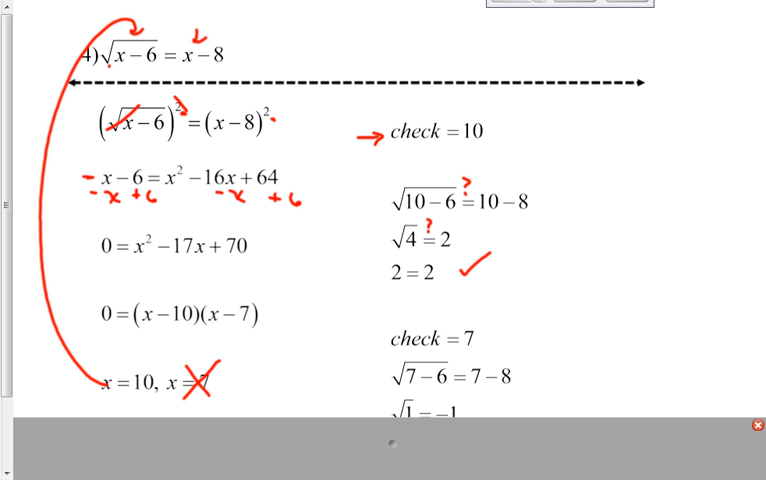 4)√x−6 = x−8
(√x−6)² = (x−8)²
− x−6 = x² −16x+64
−x +6 −x +6
0 = x² −17x+70
0 = (x−10)(x−7)
x = 10, x = 7
→ check = 10
?
√10−6 = 10−8
?
√4 = 2
2 = 2 ✓
check = 7
√7−6 = 7−8
√1 = −1